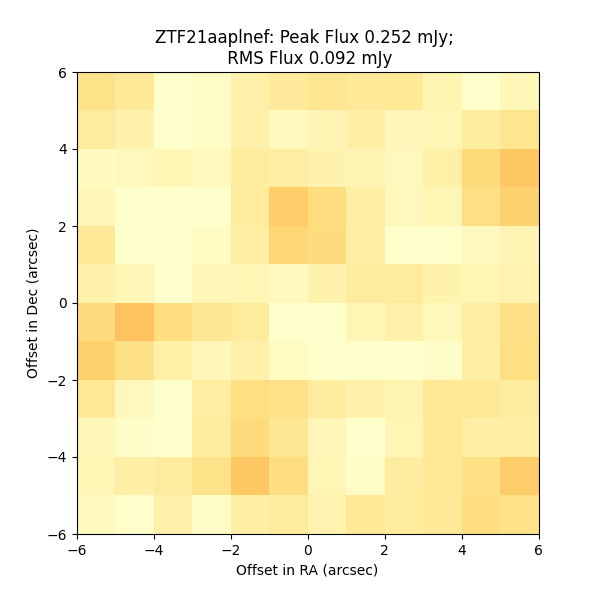 ZTF21aaplnef: Peak Flux 0.252 mJy;
RMS Flux 0.092 mJy
6
4
2
0
−2
−4
−6
Offset in Dec (arcsec)
−6 −4 −2 0 2 4 6
Offset in RA (arcsec)